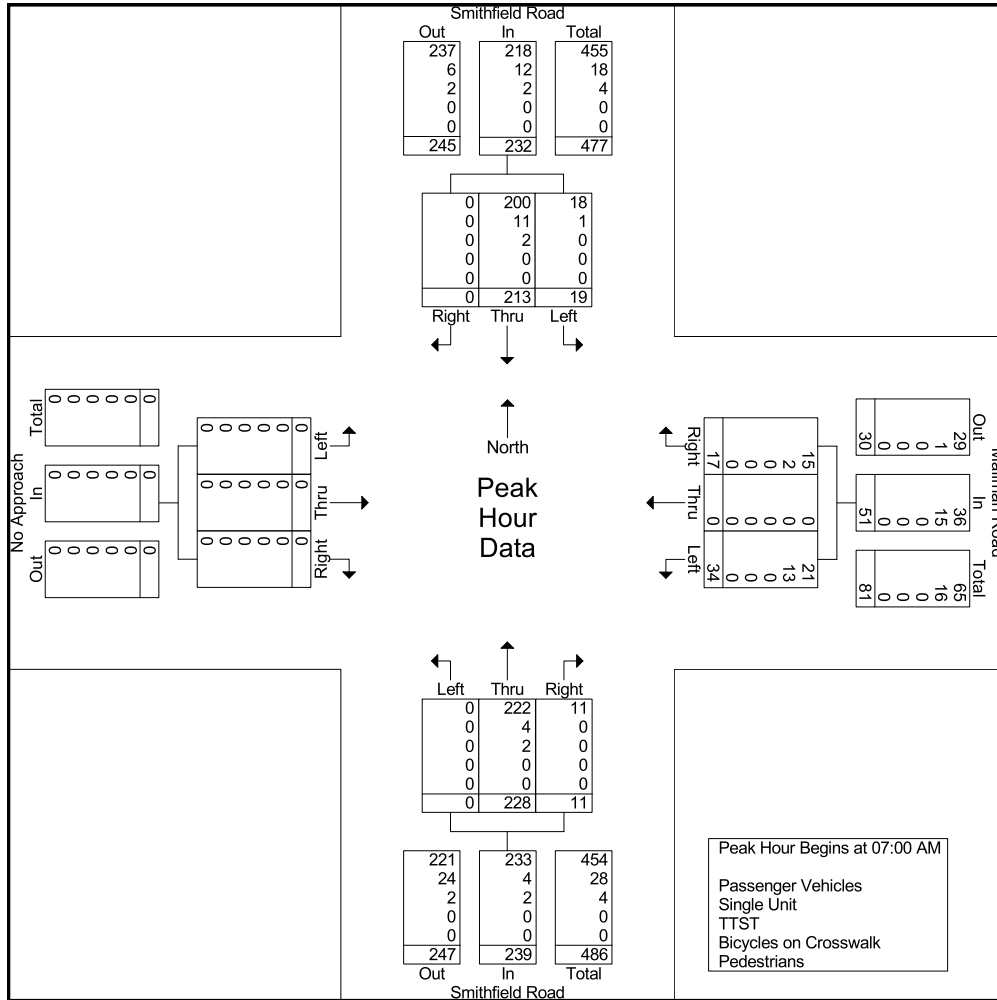 Smithfield Road
Out In Total
237 218 455
6 12 18
2 2 4
0 0 0
0 0 0
245 232 477
0 200 18
0 11 1
0 2 0
0 0 0
0 0 0
0 213 19
Right Thru Left
No Approach
Total
0 0 0 0 0 0
In
0 0 0 0 0 0
Out
0 0 0 0 0 0
Left
0 0 0 0 0 0
Thru
0 0 0 0 0 0
Right
0 0 0 0 0 0
North
Peak
Hour
Data
Right
15 2 0 0 0 17
Thru
0 0 0 0 0 0
Left
21 13 0 0 0 34
Road
Out
29 1 0 0 0 30
In
36 15 0 0 0 51
Total
65 16 0 0 0 81
Left Thru Right
0 222 11
0 4 0
0 2 0
0 0 0
0 0 0
0 228 11
221 233 454
24 4 28
2 2 4
0 0 0
0 0 0
247 239 486
Out In Total
Smithfield Road
Peak Hour Begins at 07:00 AM
Passenger Vehicles
Single Unit
TTST
Bicycles on Crosswalk
Pedestrians